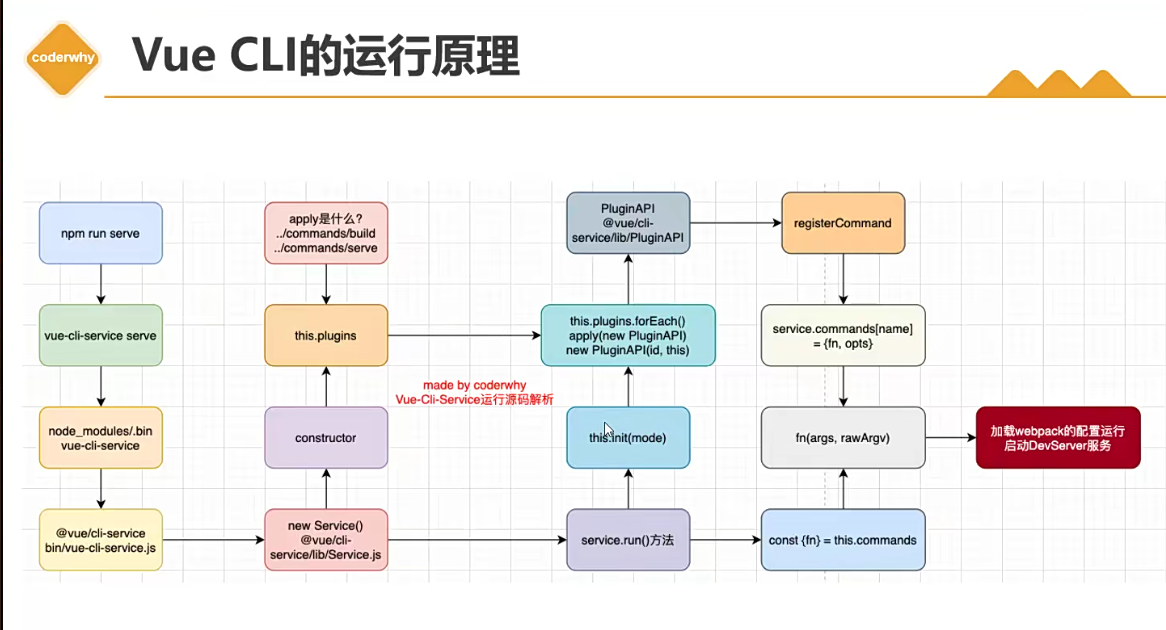 coderwhy
Vue CLI的运行原理
npm run serve
vue-cli-service serve
node_modules/.bin
vue-cli-service
@vue/cli-service
bin/vue-cli-service.js
apply是什么?
../commands/build
../commands/serve
this.plugins
constructor
new Service()
@vue/cli-
service/lib/Service.js
made by coderwhy
Vue-Cli-Service运行源码解析
PluginAPI
@vue/cli-
service/lib/PluginAPI
this.plugins.forEach()
apply(new PluginAPI)
new PluginAPI(id, this)
this.init(mode)
service.run()方法
registerCommand
service.commands[name]
= {fn, opts}
fn(args, rawArgv)
const {fn} = this.commands
加载webpack的配置运行
启动DevServer服务